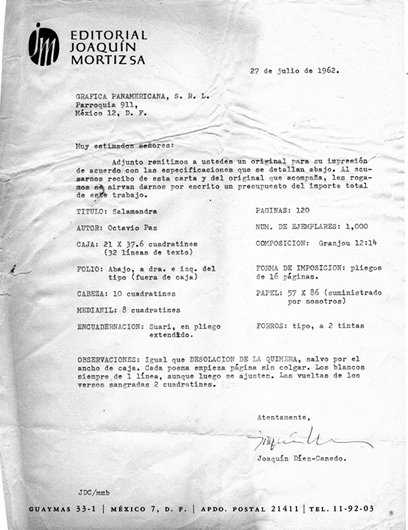 jm
EDITORIAL
JOAQUÍN
MORTIZ SA
27 de julio de 1962.
GRAFICA PANAMERICANA, S. R. L.
Parroquia 911,
México 12, D. F.
Muy estimados señores:
Adjunto remitimos a ustedes un original para su impresión
de acuerdo con las especificaciones que se detallan abajo. Al acu-
sarnos recibo de esta carta y del original que acompaña, les roga-
mos se sirvan darnos por escrito un presupuesto del importe total
de este trabajo.
TITULO: Salamandra PAGINAS: 120
AUTOR: Octavio Paz NUM. DE EJEMPLARES: 1,000
CAJA: 21 X 37.6 cuadratines COMPOSICION: Granjou 12:14
(32 líneas de texto)
FOLIO: Abajo, a dra. e izq. del FORMA DE IMPOSICION: pliegos
tipo (fuera de caja) de 16 páginas.
CABEZA: 10 cuadratines PAPEL: 57 X 86 (suministrado
por nosotros)
MEDIANIL: 8 cuadratines
ENCUADERNACION: Suari, en pliego FORROS: tipo, a 2 tintas
extendido.
OBSERVACIONES: Igual que DESOLACION DE LA QUIMERA, salvo por el
ancho de caja. Cada poema empieza página sin colgar. Los blancos
siempre de 1 línea, aunque luego se ajusten. Las vueltas de los
versos sangradas 2 cuadratines.
Atentamente,
Joaquín Díez-Canedo.
JDC/mmb
GUAYMAS 33-1 | MÉXICO 7, D. F. | APDO. POSTAL 21411 | TEL. 11-92-03